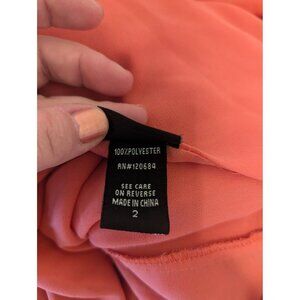 100% POLYESTER
RN#120684
SEE CARE
ON REVERSE
MADE IN CHINA
2